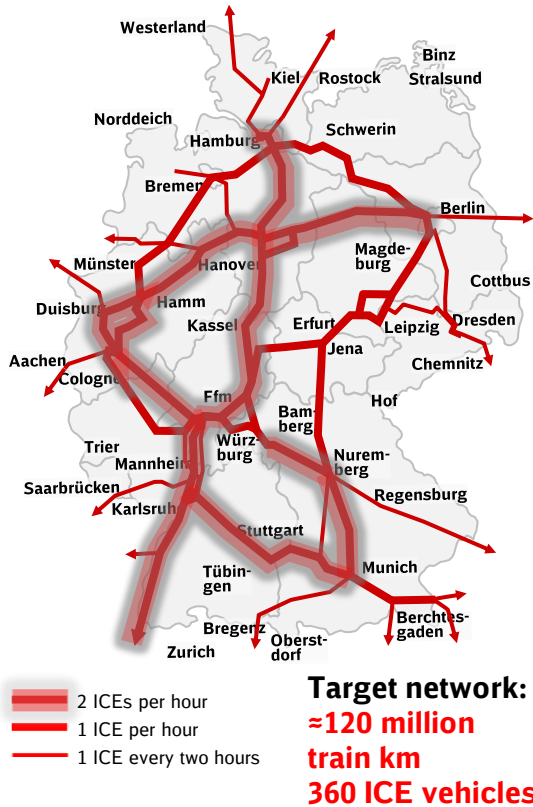 Westerland
Binz
Kiel
Rostock
Stralsund
Norddeich
Schwerin
Hamburg
Bremen
Berlin
Magde-
burg
Münster
Hanover
Cottbus
Duisburg
Hamm
Kassel
Erfurt
Leipzig
Dresden
Jena
Aachen
Chemnitz
Cologne
Ffm
Hof
Bam-
berg
Würz-
burg
Trier
Mannheim
Nurem-
berg
Saarbrücken
Regensburg
Karlsruhe
Stuttgart
Munich
Tübin-
gen
Berchtes-
gaden
Bregenz
Oberst-
dorf
Zurich
2 ICEs per hour
1 ICE per hour
1 ICE every two hours
Target network:
≈120 million
train km
360 ICE vehicles